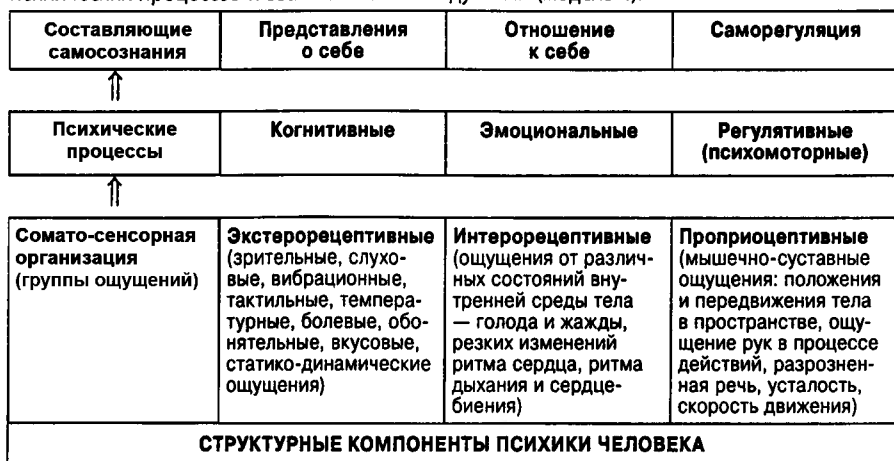 Составляющие самосознания
Представления о себе
Отношение к себе
Саморегуляция
Психические процессы
Когнитивные
Эмоциональные
Регулятивные (психомоторные)
Сомато-сенсорная
организация
(группы ощущений)
Экстерорецептивные
(зрительные, слухо-
вые, вибрационные,
тактильные, темпера-
турные, болевые, обо-
нятельные, вкусовые,
статико-динамические
ощущения)
Интерорецептивные
(ощущения от различ-
ных состояний вну-
тренней среды тела
— голода и жажды,
резких изменений
ритма сердца, ритма
дыхания и сердце-
биения)
Проприоцептивные
(мышечно-суставные
ощущения: положения
и передвижения тела
в пространстве, ощу-
щение рук в процессе
действий, разрознен-
ная речь, усталость,
скорость движения)
СТРУКТУРНЫЕ КОМПОНЕНТЫ ПСИХИКИ ЧЕЛОВЕКА